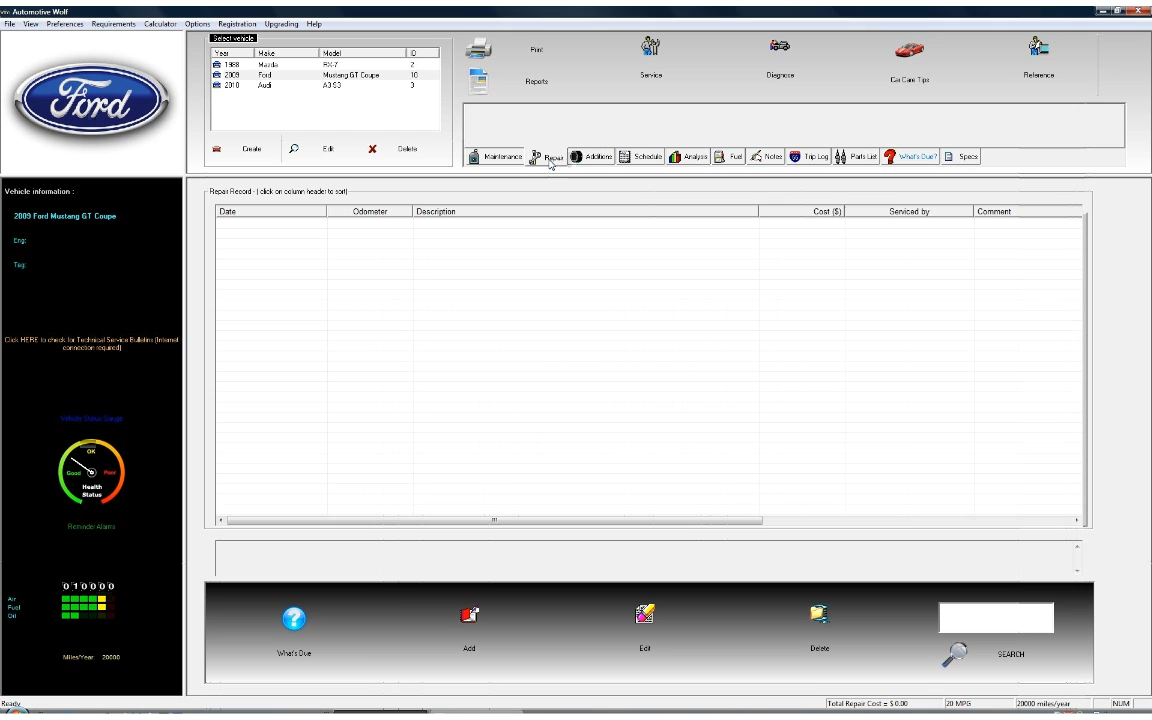 Automotive Wolf
File View Preferences Requirements Calculator Options Registration Upgrading Help
Ford
Select vehicle
Year Make Model ID
1988 Mazda RX-7 2
2009 Ford Mustang GT Coupe 10
2010 Audi A3 S3 3
Create Edit Delete
Print
Reports
Service
Diagnose
Car Care Tips
Reference
Maintenance Repair Additions Schedule Analysis Fuel Notes Trip Log Parts List What's Due? Specs
Vehicle information :
2009 Ford Mustang GT Coupe
Eng:
Tag:
Click HERE to check for Technical Service Bulletins (Internet
connection required)
Vehicle Status Gauge
OK
Good Poor
Health
Status
Reminder Alarms
010000
Air
Fuel
Oil
Miles/Year: 20000
Repair Record - ( click on column header to sort)
Date Odometer Description Cost ($) Serviced by Comment
What's Due
Add
Edit
Delete
SEARCH
Ready
Total Repair Cost = $ 0.00 20 MPG 20000 miles/year NUM